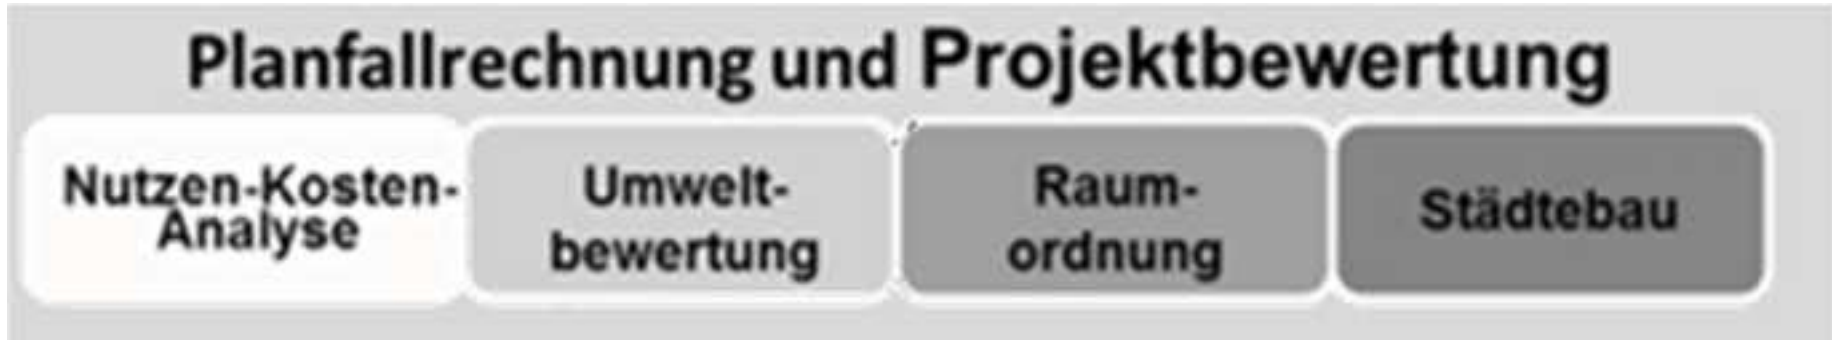 Planfallrechnung und Projektbewertung
Nutzen-Kosten-
Analyse
Umwelt-
bewertung
Raum-
ordnung
Städtebau